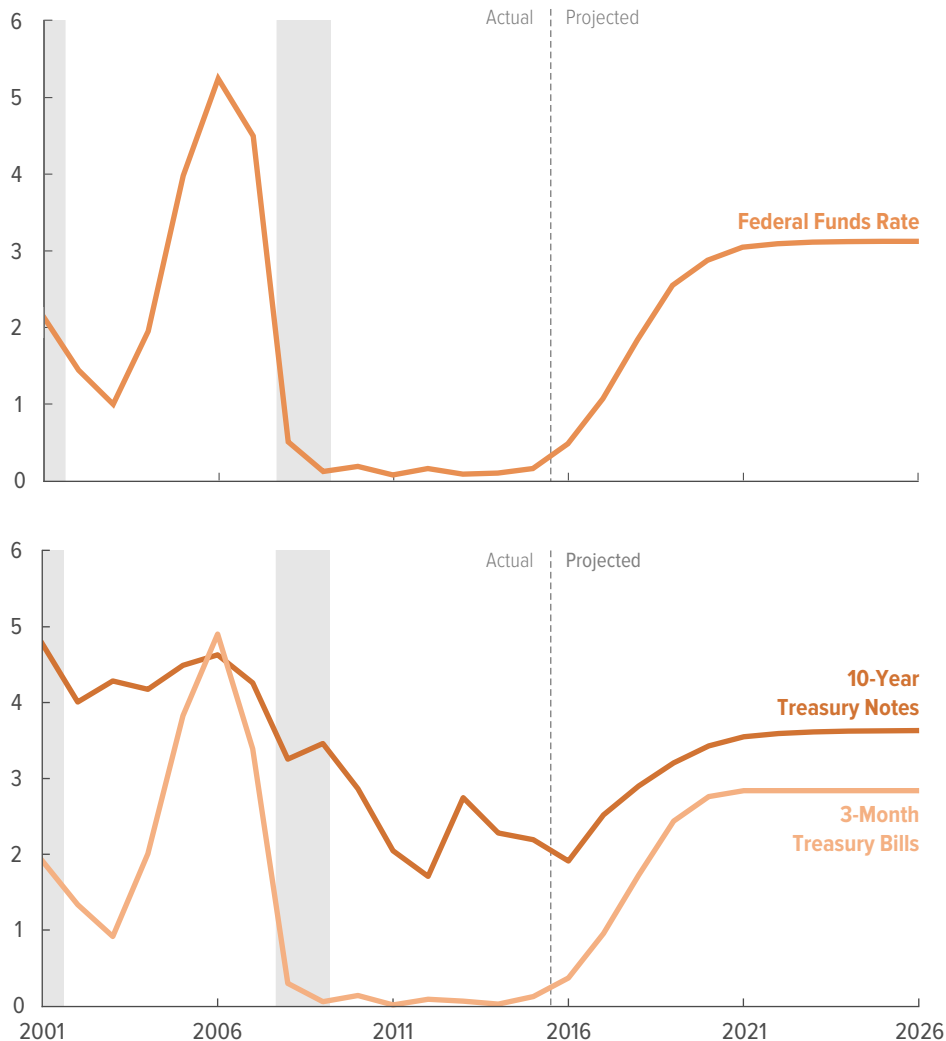 6
Actual
Projected
5
4
Federal Funds Rate
3
2
1
0
6
Actual
Projected
5
10-Year
Treasury Notes
4
3
3-Month
Treasury Bills
2
1
0
2001
2006
2011
2016
2021
2026